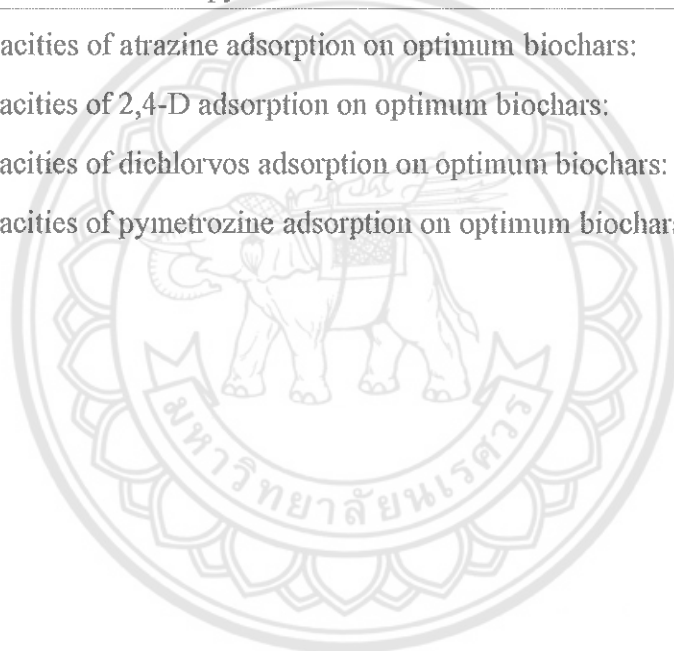 acities of atrazine adsorption on optimum biochars:
acities of 2,4-D adsorption on optimum biochars:
acities of dichlorvos adsorption on optimum biochars:
acities of pymetrozine adsorption on optimum biochars
มหาวิทยาลัยนเรศวร